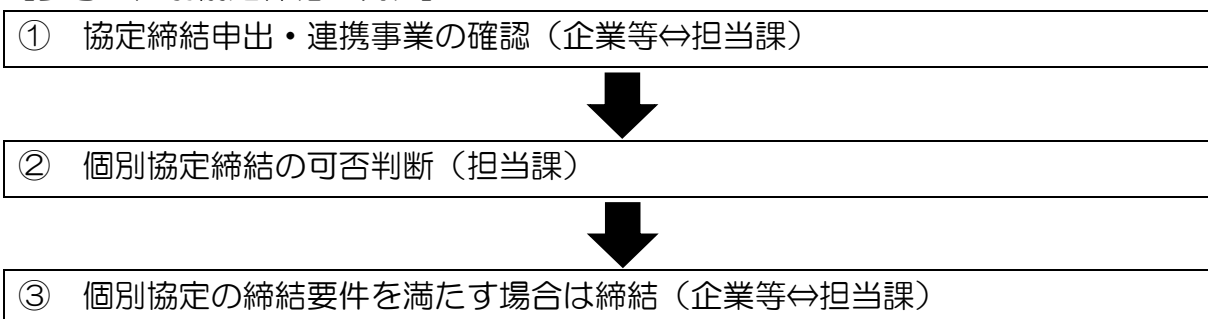 ① 協定締結申出・連携事業の確認（企業等⇔担当課）
② 個別協定締結の可否判断（担当課）
③ 個別協定の締結要件を満たす場合は締結（企業等⇔担当課）